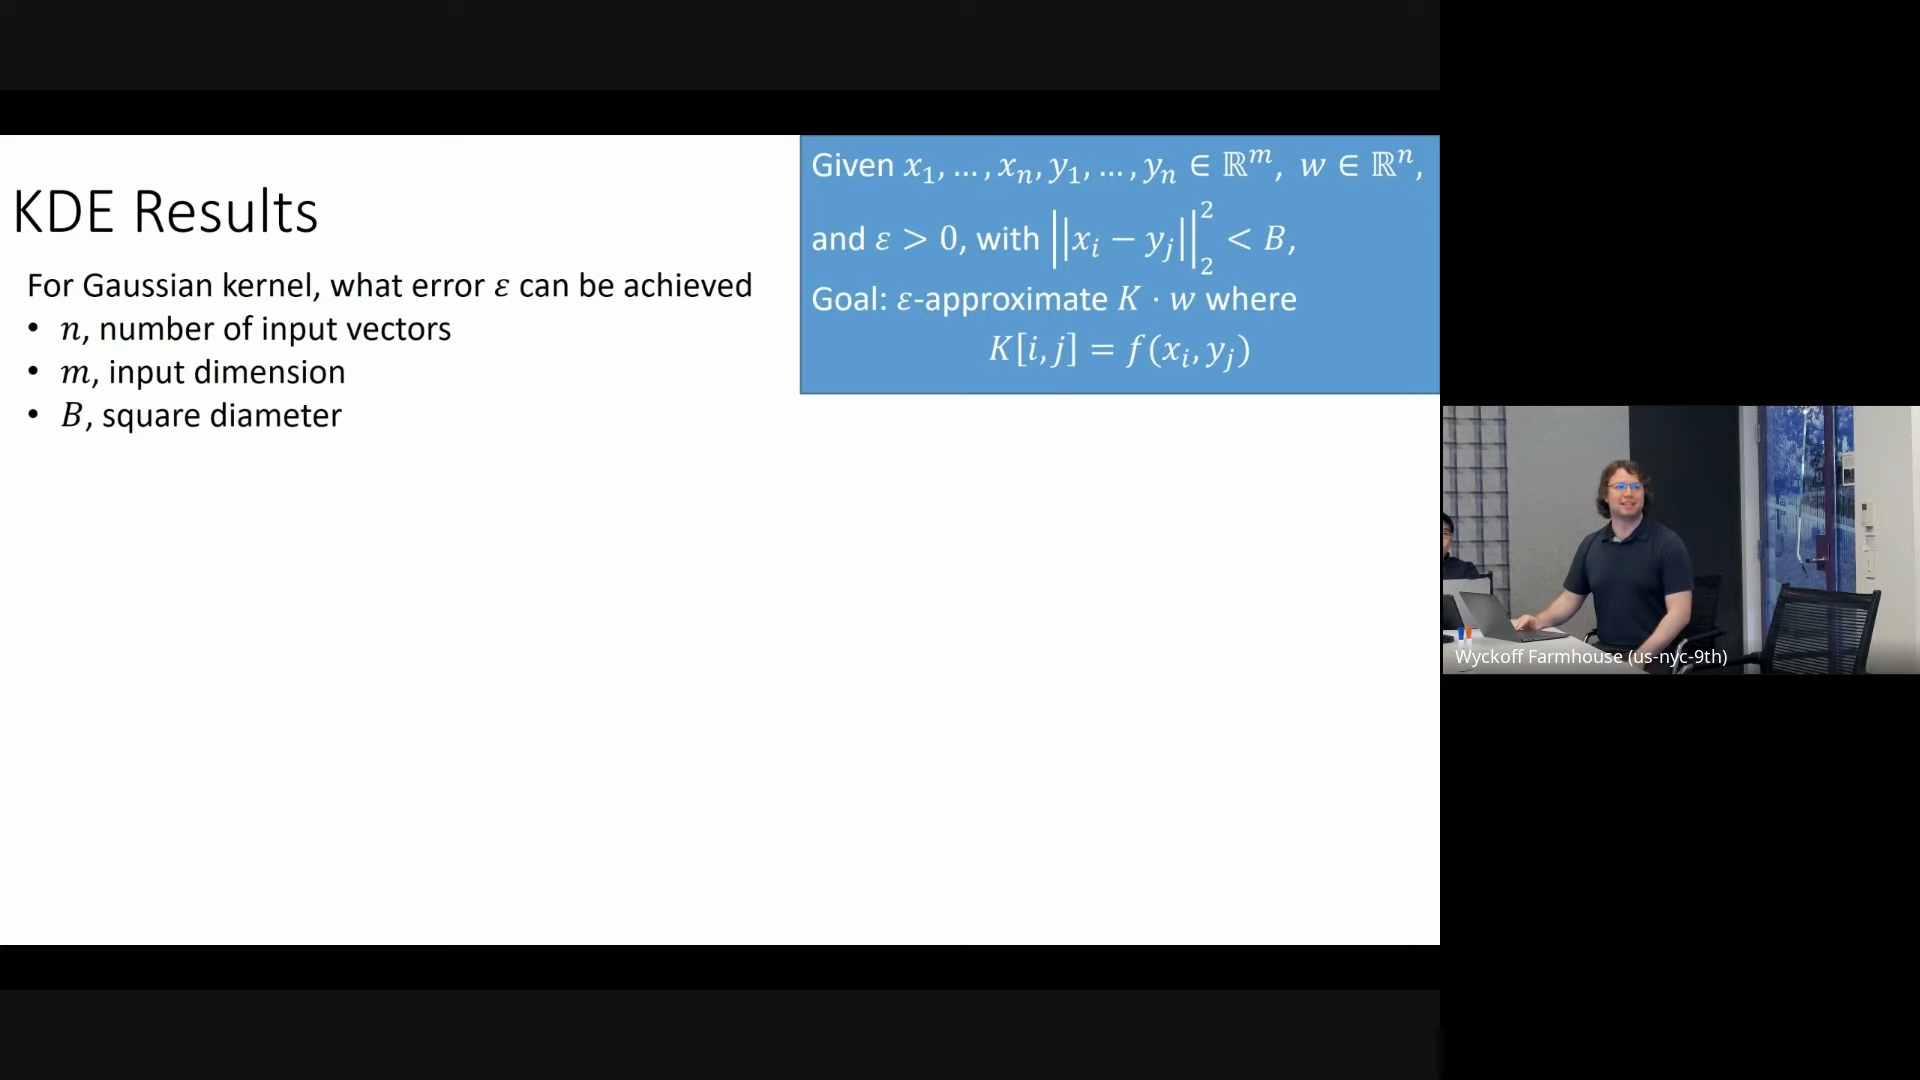 KDE Results
For Gaussian kernel, what error ε can be achieved
• n, number of input vectors
• m, input dimension
• B, square diameter
Given x₁, … , xₙ, y₁, … , yₙ ∈ ℝᵐ, w ∈ ℝⁿ,
and ε > 0, with ||xᵢ − yⱼ||₂² < B,
Goal: ε-approximate K · w where
K[i, j] = f(xᵢ, yⱼ)
Wyckoff Farmhouse (us-nyc-9th)